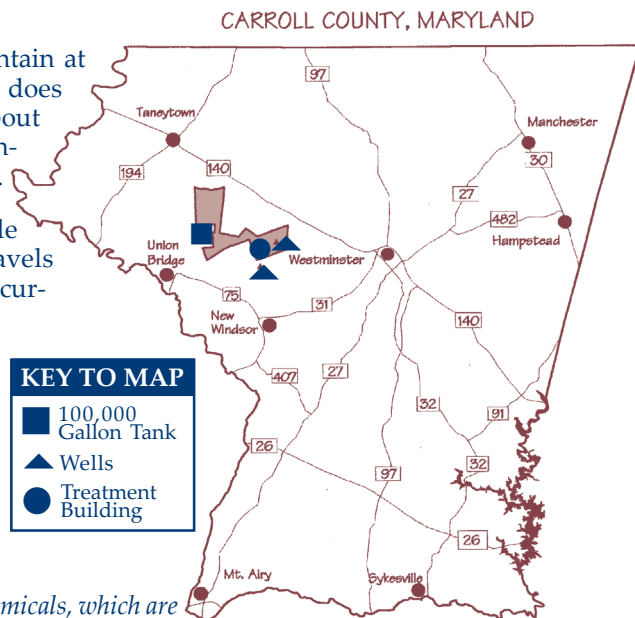 CARROLL COUNTY, MARYLAND
ntain at
does
bout
n-
le
avels
cur-
97
Taneytown
Manchester
194
140
30
27
482
Hampstead
Union
Bridge
Westminster
75
31
New
Windsor
140
27
407
32
91
26
97
32
26
Mt. Airy
Sykesville
KEY TO MAP
100,000
Gallon Tank
Wells
Treatment
Building
micals, which are